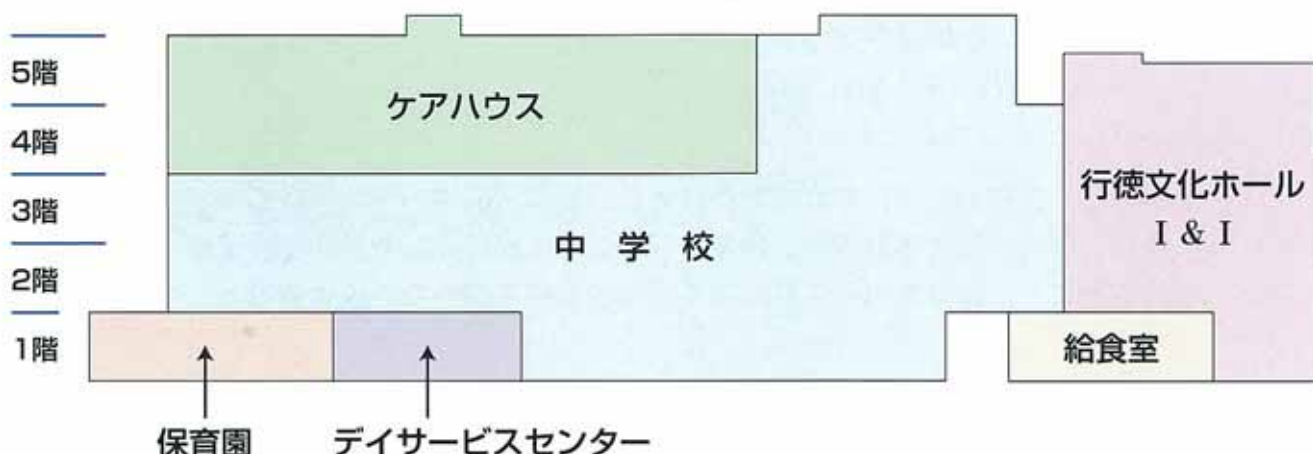 5階
4階
3階
2階
1階
ケアハウス
中学校
行徳文化ホール
I & I
給食室
保育園
デイサービスセンター